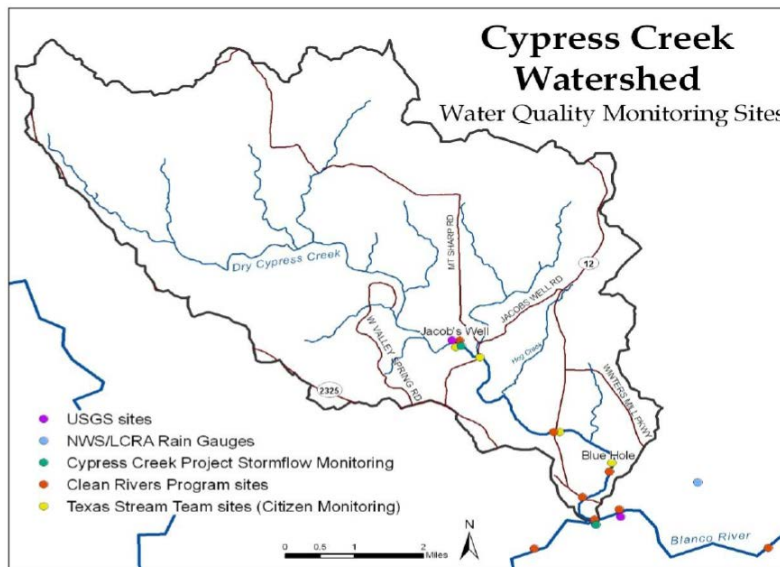 Cypress Creek
Watershed
Water Quality Monitoring Sites
Dry Cypress Creek
MT SHARP RD
12
JACOBS WELL RD
Jacob's Well
W VALLEY SPRING RD
Hog Creek
2325
WINTERS MILL PKWY
Blue Hole
USGS sites
NWS/LCRA Rain Gauges
Cypress Creek Project Stormflow Monitoring
Clean Rivers Program sites
Texas Stream Team sites (Citizen Monitoring)
Blanco River
N
0 0.5 1 2
Miles